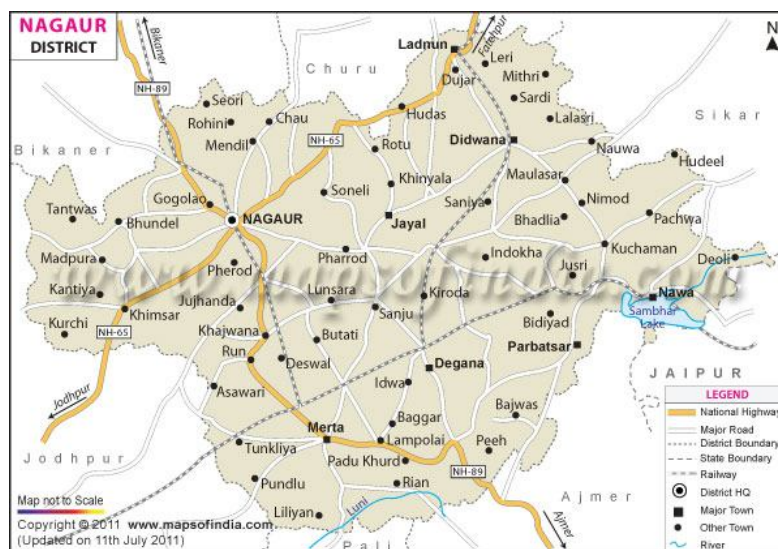 NAGAUR
DISTRICT
N
Bikaner
Fatehpur
Ladnun
Churu
Leri
Mithri
Dujar
NH-89
Seori
Sardi
Hudas
Rohini
Chau
Lalasri
Sikar
Mendil
NH-65
Rotu
Didwana
Nauwa
Bikaner
Hudeel
Khinyala
Maulasar
Soneli
Gogolao
Saniya
Nimod
Tantwas
Bhundel
NAGAUR
Jayal
Bhadlia
Pachwa
Kuchaman
Madpura
Pharrod
Indokha
Deoli
Pherod
Jusri
www.mapsofindia.com
Kantiya
Jujhanda
Lunsara
Kiroda
Nawa
Khimsar
Sanju
Sambhar
Lake
Kurchi
NH-65
Khajwana
Butati
Bidiyad
Parbatsar
Run
Deswal
Degana
JAIPUR
Jodhpur
Asawari
Idwa
LEGEND
National Highway
Major Road
District Boundary
State Boundary
Railway
District HQ
Major Town
Other Town
River
Bajwas
Baggar
Merta
Lampolai
Jodhpur
Tunkliya
Peeh
Padu Khurd
NH-89
Pundlu
Rian
Ajmer
Luni
Liliyan
Ajmer
Pali
Map not to Scale
Copyright © 2011 www.mapsofindia.com
(Updated on 11th July 2011)